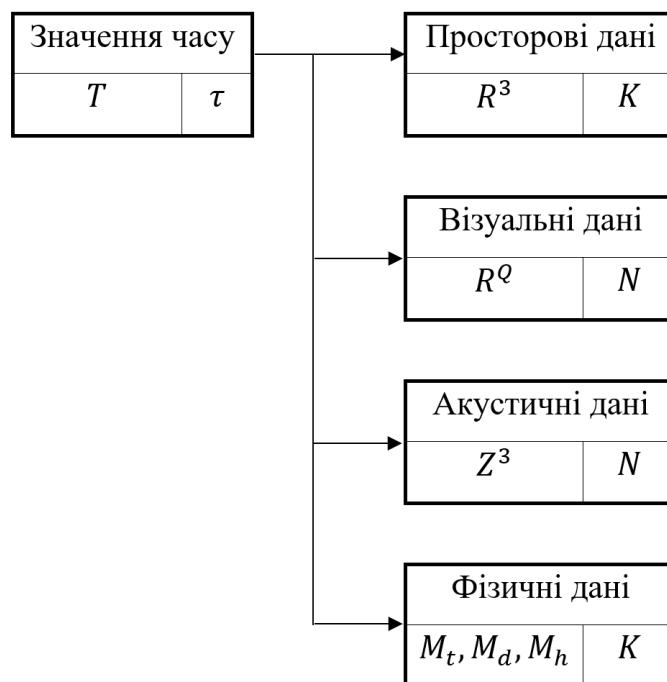 Значення часу
T τ
Просторові дані
R³ K
Візуальні дані
R^Q N
Акустичні дані
Z³ N
Фізичні дані
M_t, M_d, M_h K